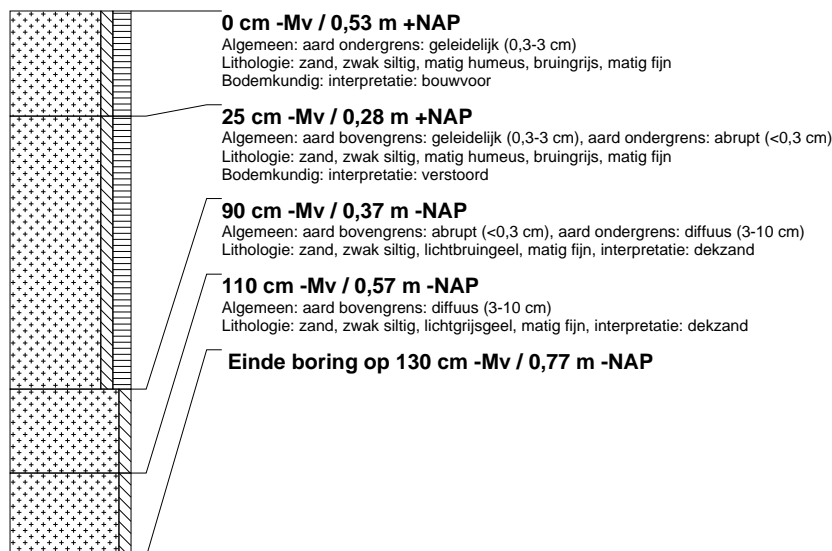 0 cm -Mv / 0,53 m +NAP
Algemeen: aard ondergrens: geleidelijk (0,3-3 cm)
Lithologie: zand, zwak siltig, matig humeus, bruingrijs, matig fijn
Bodemkundig: interpretatie: bouwvoor
25 cm -Mv / 0,28 m +NAP
Algemeen: aard bovengrens: geleidelijk (0,3-3 cm), aard ondergrens: abrupt (<0,3 cm)
Lithologie: zand, zwak siltig, matig humeus, bruingrijs, matig fijn
Bodemkundig: interpretatie: verstoord
90 cm -Mv / 0,37 m -NAP
Algemeen: aard bovengrens: abrupt (<0,3 cm), aard ondergrens: diffuus (3-10 cm)
Lithologie: zand, zwak siltig, lichtbruingeel, matig fijn, interpretatie: dekzand
110 cm -Mv / 0,57 m -NAP
Algemeen: aard bovengrens: diffuus (3-10 cm)
Lithologie: zand, zwak siltig, lichtgrijsgeel, matig fijn, interpretatie: dekzand
Einde boring op 130 cm -Mv / 0,77 m -NAP